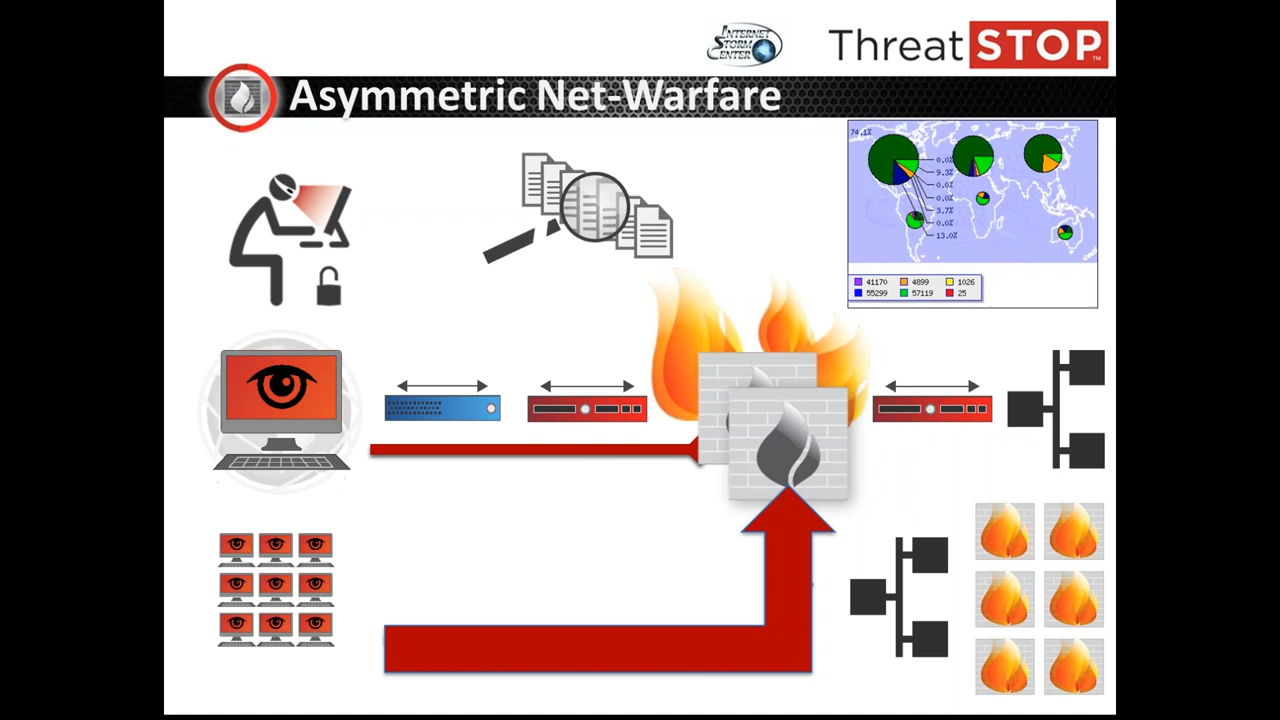 INTERNET
STORM
CENTER
ThreatSTOP™
Asymmetric Net-Warfare
74.1%
0.0%
9.3%
0.0%
0.0%
3.7%
0.0%
13.0%
41170 4899 1026
55299 57119 25